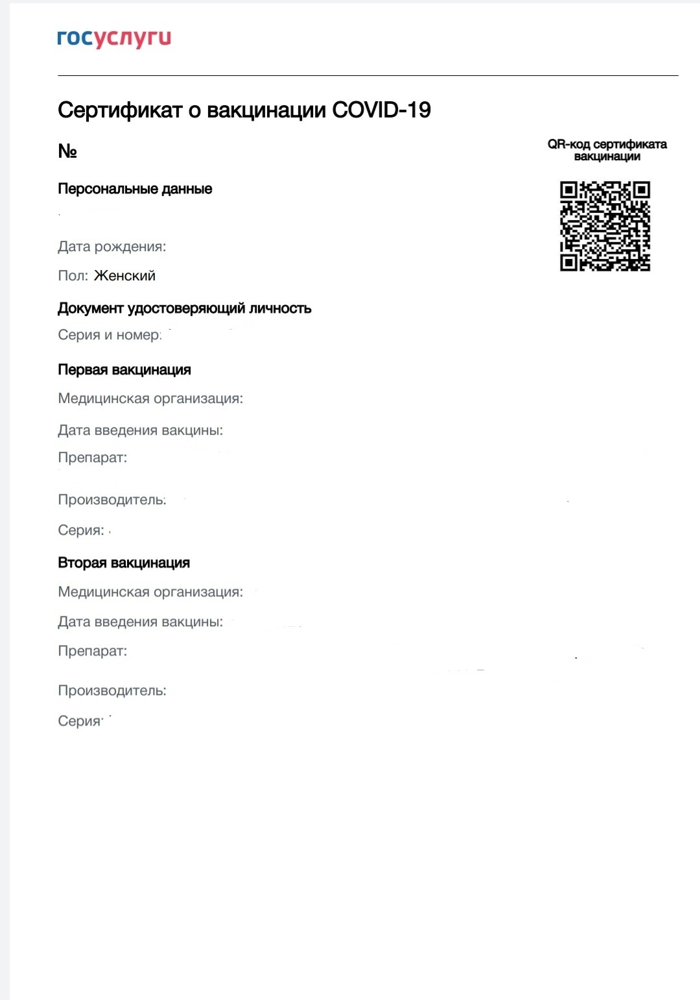 госуслуги
Сертификат о вакцинации COVID-19
№
QR-код сертификата
вакцинации
Персональные данные
Дата рождения:
Пол: Женский
Документ удостоверяющий личность
Серия и номер:
Первая вакцинация
Медицинская организация:
Дата введения вакцины:
Препарат:
Производитель:
Серия:
Вторая вакцинация
Медицинская организация:
Дата введения вакцины:
Препарат:
Производитель:
Серия: